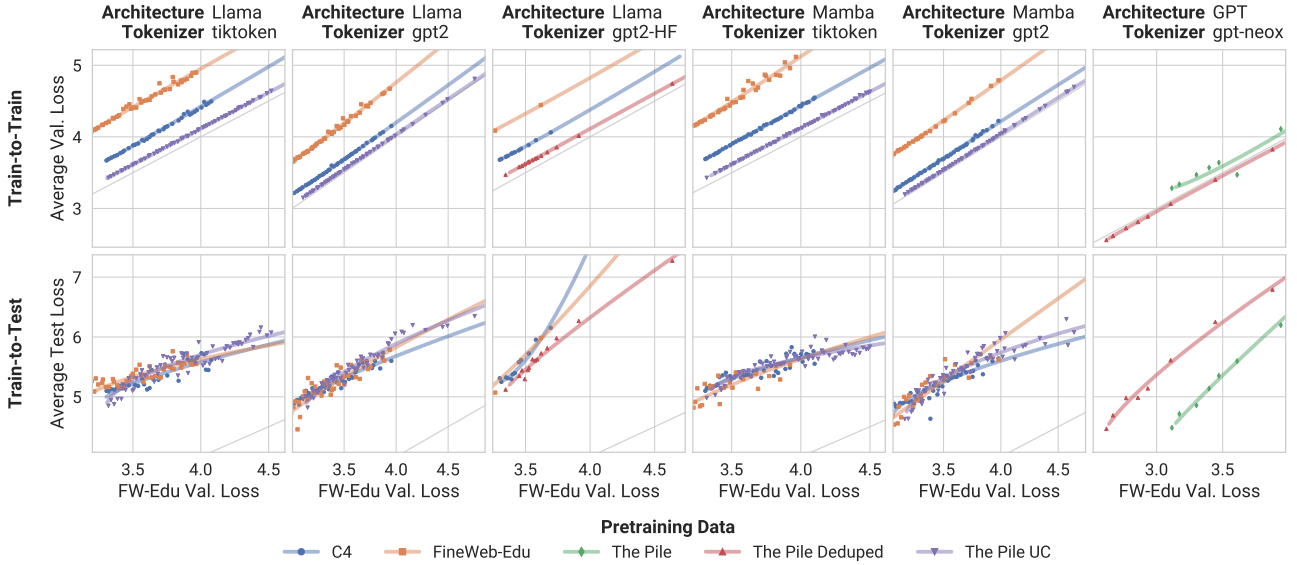 Architecture Llama
Tokenizer tiktoken
Architecture Llama
Tokenizer gpt2
Architecture Llama
Tokenizer gpt2-HF
Architecture Mamba
Tokenizer tiktoken
Architecture Mamba
Tokenizer gpt2
Architecture GPT
Tokenizer gpt-neox
Train-to-Train
Average Val. Loss
5
4
3
Train-to-Test
Average Test Loss
7
6
5
3.5 4.0 4.5
3.5 4.0 4.5
3.5 4.0 4.5
3.5 4.0 4.5
3.5 4.0 4.5
3.0 3.5
FW-Edu Val. Loss
FW-Edu Val. Loss
FW-Edu Val. Loss
FW-Edu Val. Loss
FW-Edu Val. Loss
FW-Edu Val. Loss
Pretraining Data
C4
FineWeb-Edu
The Pile
The Pile Deduped
The Pile UC